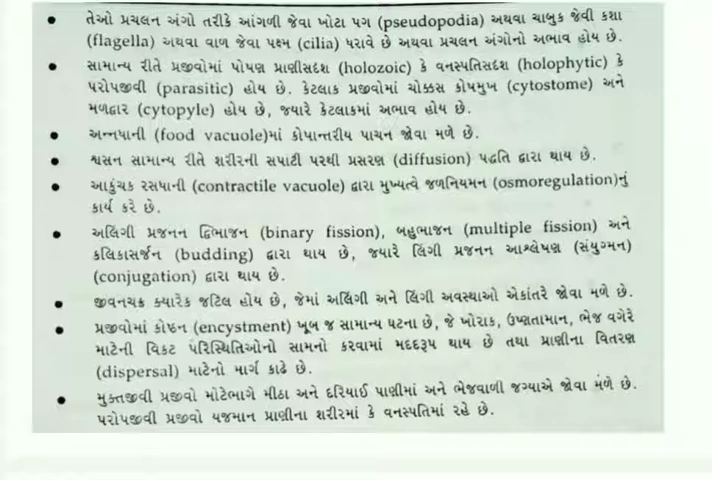 તેઓ પ્રચલન અંગો તરીકે આંગળી જેવા ખોટા પગ (pseudopodia) અથવા ચાબુક જેવી કશા
(flagella) અથવા વાળ જેવા પક્ષ્મ (cilia) ધરાવે છે અથવા પ્રચલન અંગોનો અભાવ હોય છે.
સામાન્ય રીતે પ્રજીવોમાં પોષણ પ્રાણીસદશ (holozoic) કે વનસ્પતિસદશ (holophytic) કે
પરોપજીવી (parasitic) હોય છે. કેટલાક પ્રજીવોમાં ચોક્કસ કોષમુખ (cytostome) અને
મળદ્વાર (cytopyle) હોય છે, જ્યારે કેટલાકમાં અભાવ હોય છે.
અન્નધાની (food vacuole)માં કોષાન્તરીય પાચન જોવા મળે છે.
શ્વસન સામાન્ય રીતે શરીરની સપાટી પરથી પ્રસરણ (diffusion) પદ્ધતિ દ્વારા થાય છે.
આકુંચક રસધાની (contractile vacuole) દ્વારા મુખ્યત્વે જળનિયમન (osmoregulation)નું
કાર્ય કરે છે.
અલિંગી પ્રજનન દ્વિભાજન (binary fission), બહુભાજન (multiple fission) અને
કલિકાસર્જન (budding) દ્વારા થાય છે, જ્યારે લિંગી પ્રજનન આશ્લેષણ (સંયુગ્મન)
(conjugation) દ્વારા થાય છે.
જીવનચક્ર ક્યારેક જટિલ હોય છે, જેમાં અલિંગી અને લિંગી અવસ્થાઓ એકાંતરે જોવા મળે છે.
પ્રજીવોમાં કોષ્ઠન (encystment) ખૂબ જ સામાન્ય ઘટના છે, જે ખોરાક, ઉષ્ણતામાન, ભેજ વગેરે
માટેની વિકટ પરિસ્થિતિઓનો સામનો કરવામાં મદદરૂપ થાય છે તથા પ્રાણીના વિતરણ
(dispersal) માટેનો માર્ગ કાઢે છે.
મુક્તજીવી પ્રજીવો મોટેભાગે મીઠા અને દરિયાઈ પાણીમાં અને ભેજવાળી જગ્યાએ જોવા મળે છે.
પરોપજીવી પ્રજીવો યજમાન પ્રાણીના શરીરમાં કે વનસ્પતિમાં રહે છે.